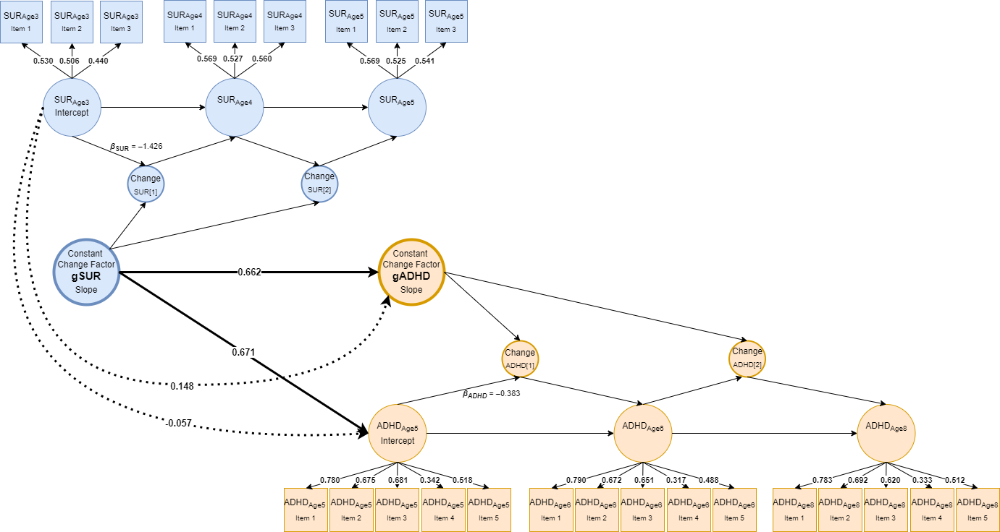 SURAge3 SURAge3 SURAge3 SURAge4 SURAge4 SURAge4 SURAge5 SURAge5 SURAge5
Item 1 Item 2 Item 3 Item 1 Item 2 Item 3 Item 1 Item 2 Item 3
0.530 0.506 0.440 0.569 0.527 0.560 0.569 0.525 0.541
SURAge3 SURAge4 SURAge5
Intercept
βSUR = –1.426
Change Change
SUR[1] SUR[2]
Constant Constant
Change Factor Change Factor
gSUR 0.662 gADHD
Slope Slope
0.671
Change Change
ADHD[1] ADHD[2]
0.148
βADHD = –0.383
-0.057
ADHDAge5 ADHDAge6 ADHDAge8
Intercept
0.780 0.675 0.681 0.342 0.518 0.790 0.672 0.651 0.317 0.488 0.783 0.692 0.620 0.333 0.512
ADHDAge5 ADHDAge5 ADHDAge5 ADHDAge5 ADHDAge5 ADHDAge6 ADHDAge6 ADHDAge6 ADHDAge6 ADHDAge6 ADHDAge8 ADHDAge8 ADHDAge8 ADHDAge8 ADHDAge8
Item 1 Item 2 Item 3 Item 4 Item 5 Item 1 Item 2 Item 3 Item 4 Item 5 Item 1 Item 2 Item 3 Item 4 Item 5